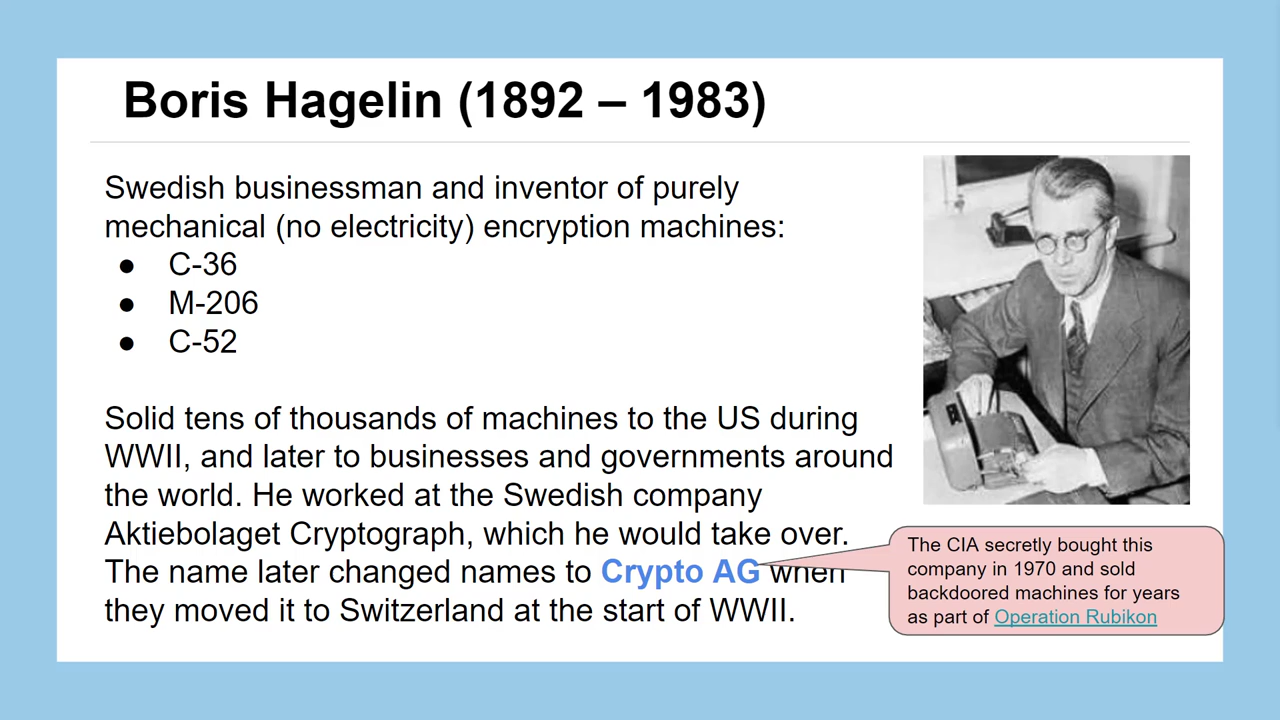 Boris Hagelin (1892 – 1983)
Swedish businessman and inventor of purely
mechanical (no electricity) encryption machines:
● C-36
● M-206
● C-52
Solid tens of thousands of machines to the US during
WWII, and later to businesses and governments around
the world. He worked at the Swedish company
Aktiebolaget Cryptograph, which he would take over.
The name later changed names to Crypto AG when
they moved it to Switzerland at the start of WWII.
The CIA secretly bought this
company in 1970 and sold
backdoored machines for years
as part of Operation Rubikon